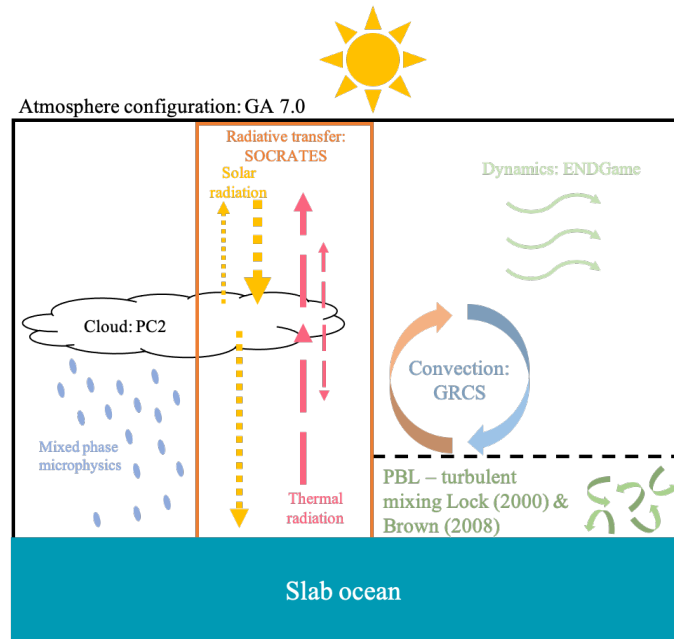 Atmosphere configuration: GA 7.0
Radiative transfer:
SOCRATES
Solar
radiation
Dynamics: ENDGame
Cloud: PC2
Convection:
GRCS
Mixed phase
microphysics
Thermal
radiation
PBL – turbulent
mixing Lock (2000) &
Brown (2008)
Slab ocean